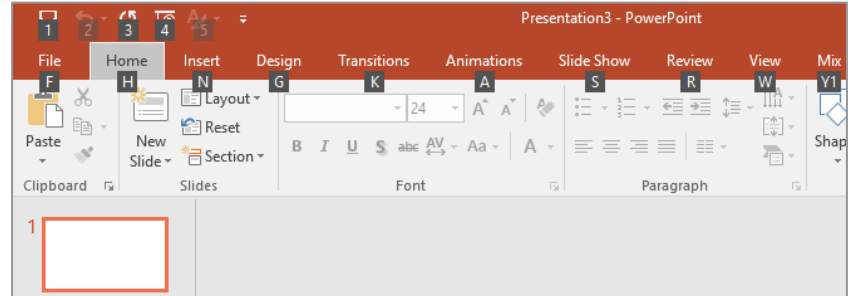 Presentation3 - PowerPoint
1 2 3 4 5
File Home Insert Design Transitions Animations Slide Show Review View Mix
F H N G K A S R W Y1
Paste
New
Slide
Layout
Reset
Section
24 A A
B I U S abc AV Aa A
Shap
Clipboard Slides Font Paragraph
1